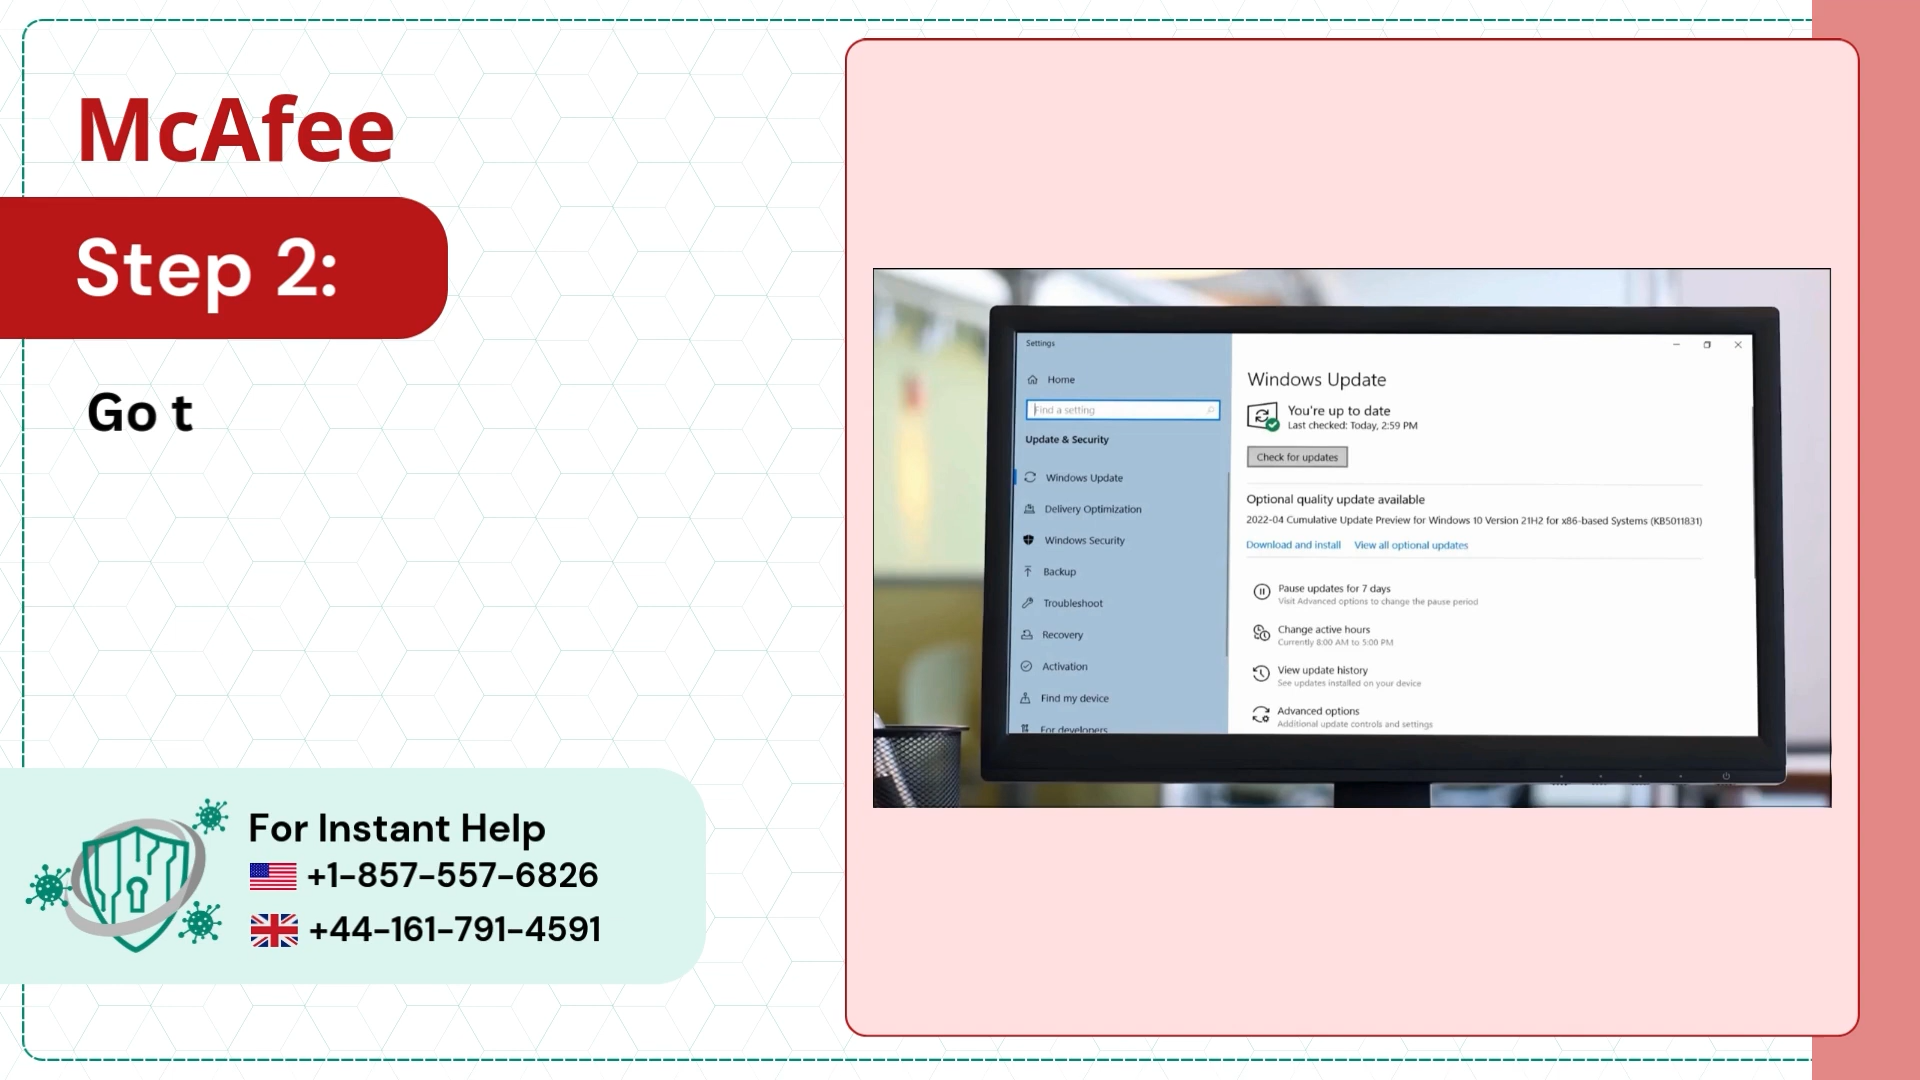 McAfee
Step 2:
Go t
For Instant Help
+1-857-557-6826
+44-161-791-4591
Settings
Home
Find a setting
Update & Security
Windows Update
Delivery Optimization
Windows Security
Backup
Troubleshoot
Recovery
Activation
Find my device
For developers
Windows Update
You're up to date
Last checked: Today, 2:59 PM
Check for updates
Optional quality update available
2022-04 Cumulative Update Preview for Windows 10 Version 21H2 for x86-based Systems (KB5011831)
Download and install View all optional updates
Pause updates for 7 days
Visit Advanced options to change the pause period
Change active hours
Currently 8:00 AM to 5:00 PM
View update history
See updates installed on your device
Advanced options
Additional update controls and settings